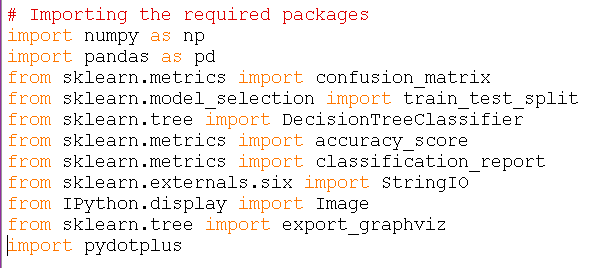 # Importing the required packages
import numpy as np
import pandas as pd
from sklearn.metrics import confusion_matrix
from sklearn.model_selection import train_test_split
from sklearn.tree import DecisionTreeClassifier
from sklearn.metrics import accuracy_score
from sklearn.metrics import classification_report
from sklearn.externals.six import StringIO
from IPython.display import Image
from sklearn.tree import export_graphviz
import pydotplus